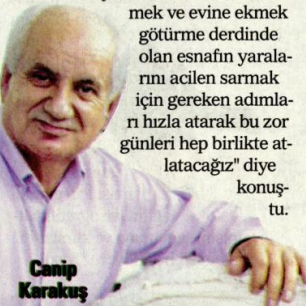 mek ve evine ekmek
götürme derdinde
olan esnafın yarala-
rını acilen sarmak
için gereken adımla-
rı hızla atarak bu zor
günleri hep birlikte at-
latacağız" diye
konuş-
tu.
Canip
Karakuş